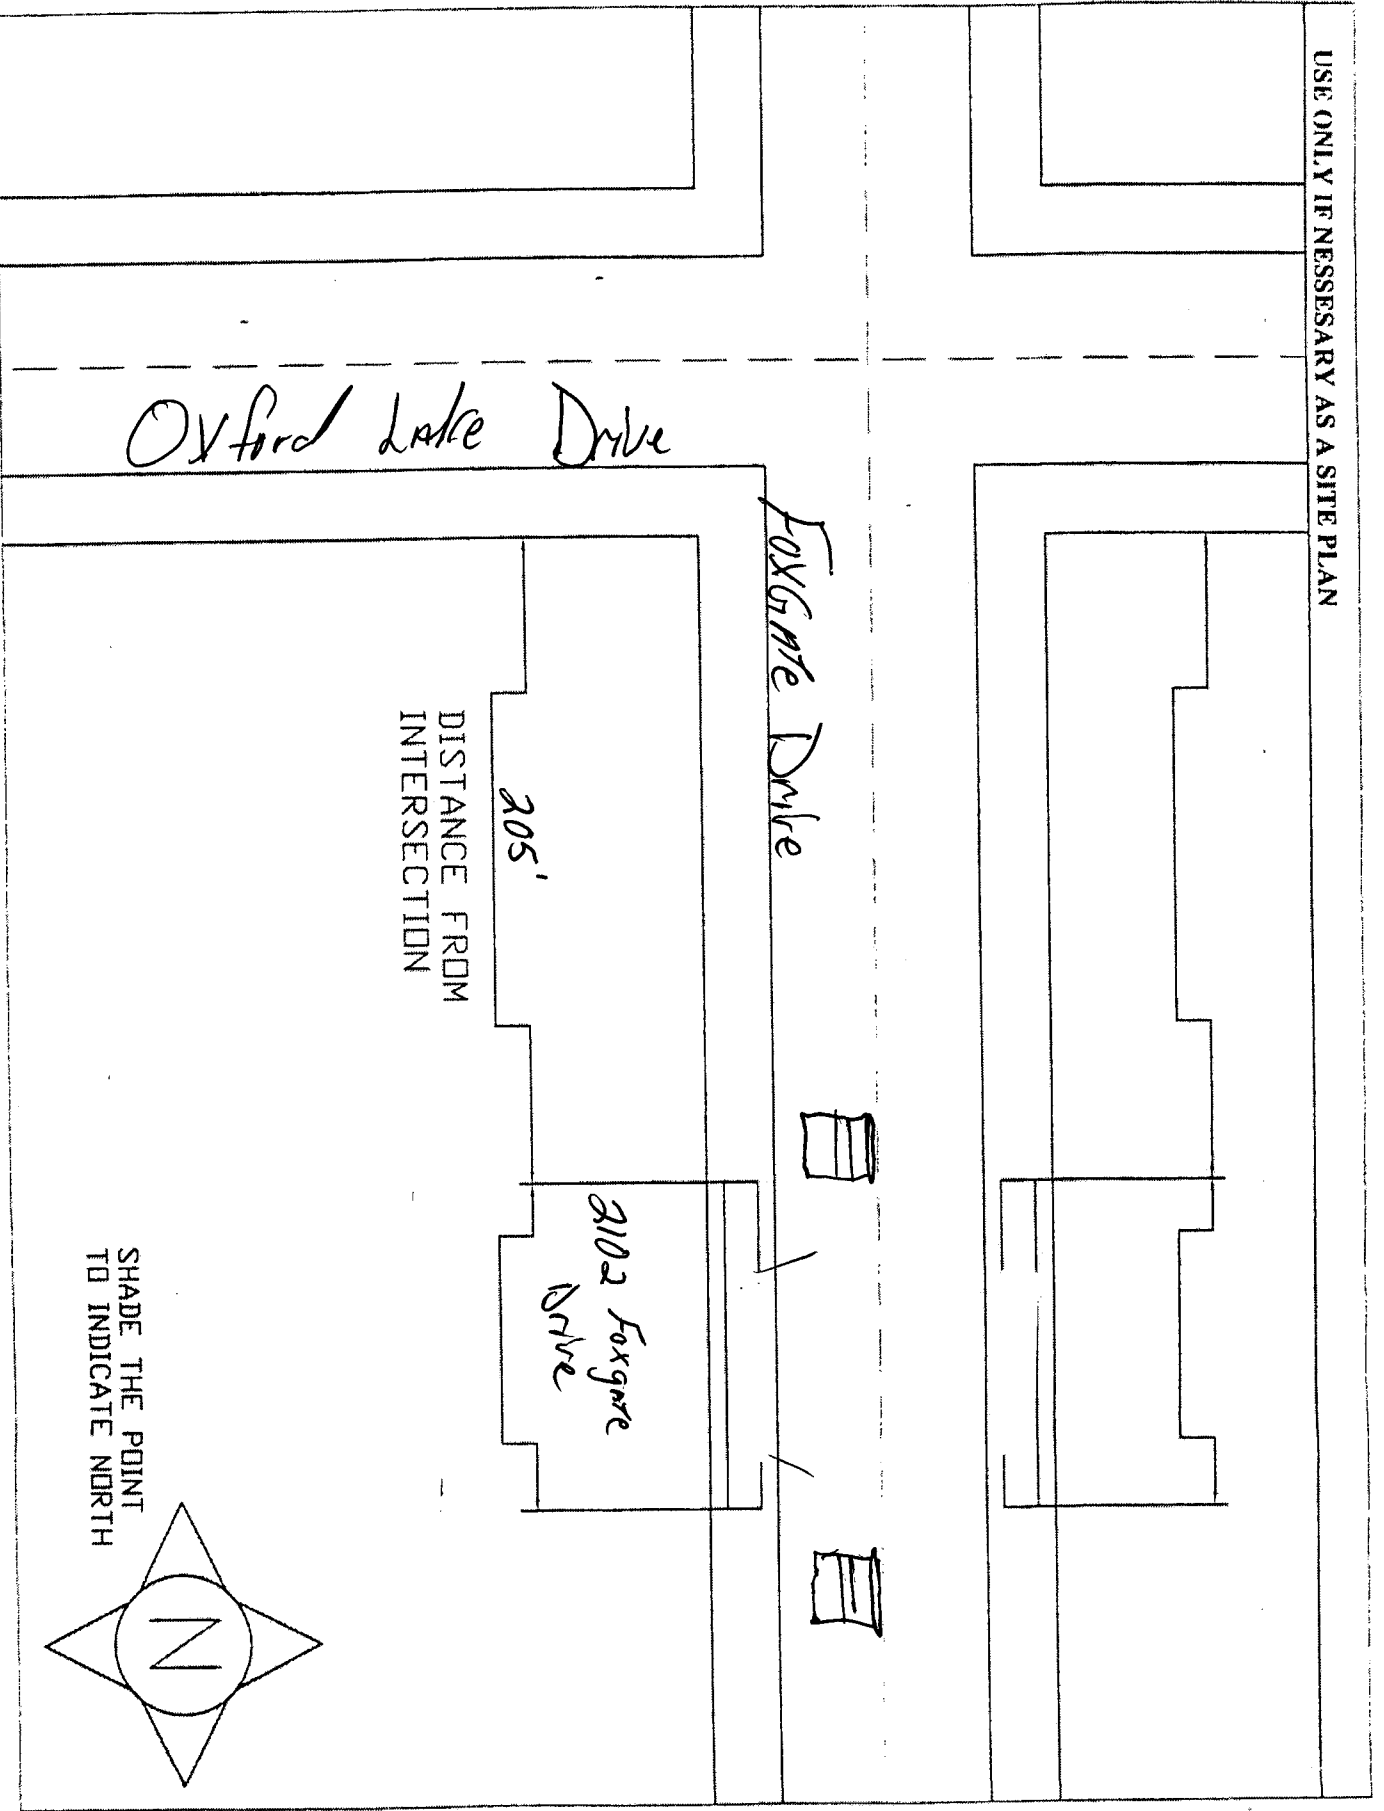 USE ONLY IF NESSESARY AS A SITE PLAN
Oxford Lake Drive
FoxGate Drive
205'
DISTANCE FROM
INTERSECTION
2102 Foxgate
Drive
SHADE THE POINT
TO INDICATE NORTH
N